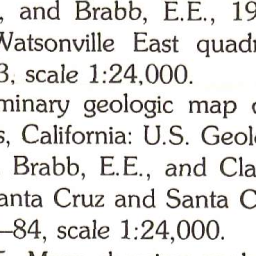 , and Brabb, E.E., 19
Watsonville East quadr
3, scale 1:24,000.
minary geologic map o
s, California: U.S. Geol
Brabb, E.E., and Cla
anta Cruz and Santa C
–84, scale 1:24,000.